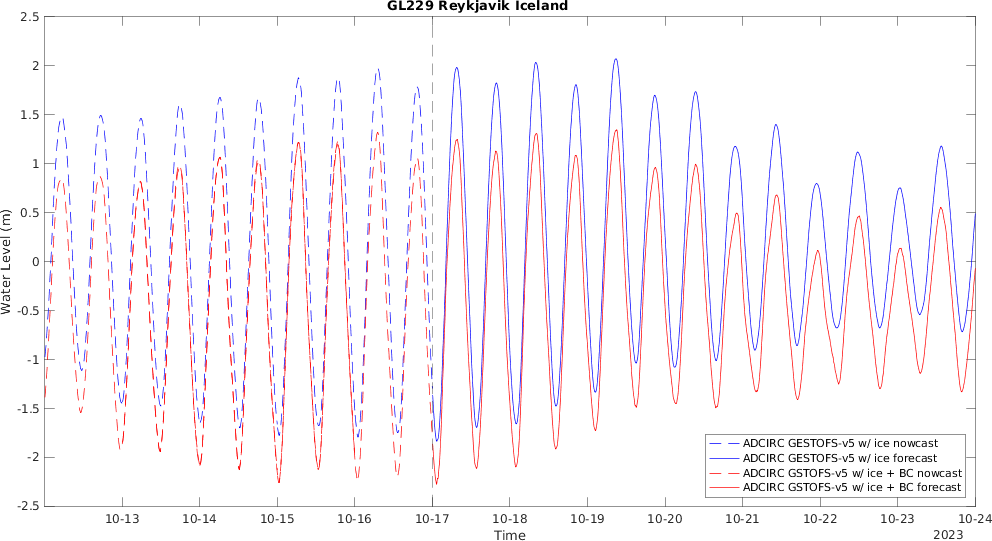 GL229 Reykjavik Iceland
2.5
2
1.5
1
0.5
0
-0.5
-1
-1.5
-2
-2.5
Water Level (m)
10-13 10-14 10-15 10-16 10-17 10-18 10-19 10-20 10-21 10-22 10-23 10-24
Time
2023
ADCIRC GESTOFS-v5 w/ ice nowcast
ADCIRC GESTOFS-v5 w/ ice forecast
ADCIRC GSTOFS-v5 w/ ice + BC nowcast
ADCIRC GSTOFS-v5 w/ ice + BC forecast